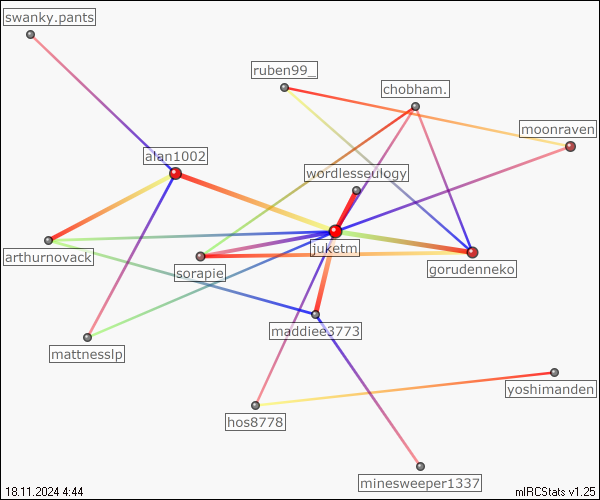 swanky.pants
ruben99_
chobham.
moonraven
alan1002
wordlesseulogy
juketm
arthurnovack
sorapie
gorudenneko
maddiee3773
mattnesslp
yoshimanden
hos8778
minesweeper1337
18.11.2024 4:44
mIRCStats v1.25